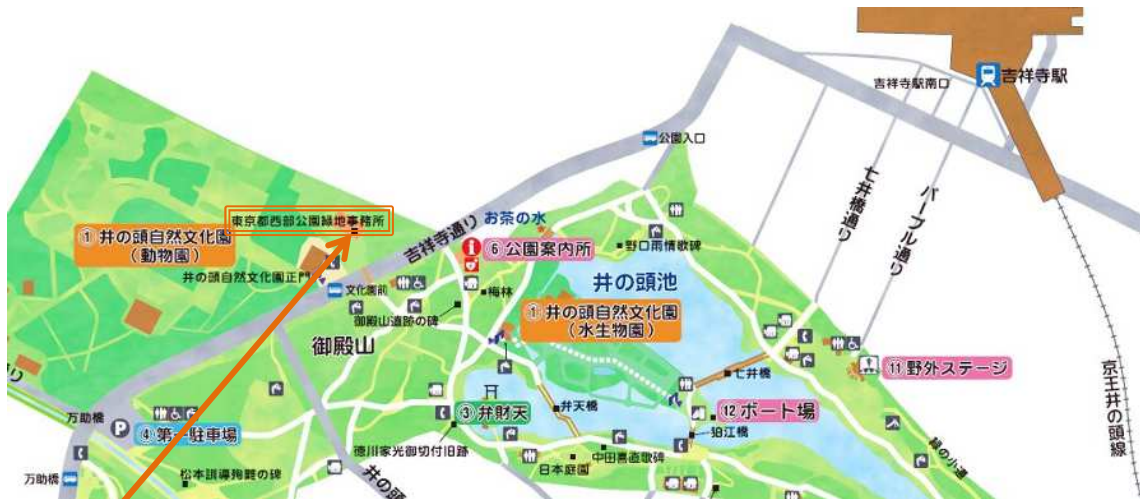 吉祥寺駅
吉祥寺駅南口
公園入口
七井橋通り
パープル通り
吉祥寺通り
お茶の水
東京都西部公園緑地事務所
① 井の頭自然文化園
(動物園)
⑥公園案内所
野口雨情歌碑
井の頭池
井の頭自然文化園正門
文化園前
梅林
御殿山遺跡の碑
①井の頭自然文化園
(水生物園)
御殿山
⑪野外ステージ
京王井の頭線
七井橋
③弁財天
弁天橋
⑫ボート場
狛江橋
万助橋
P
④第一駐車場
徳川家光御切付旧跡
中田喜直歌碑
日本庭園
緑の小道
万助橋
松本訓導殉難の碑
井の頭